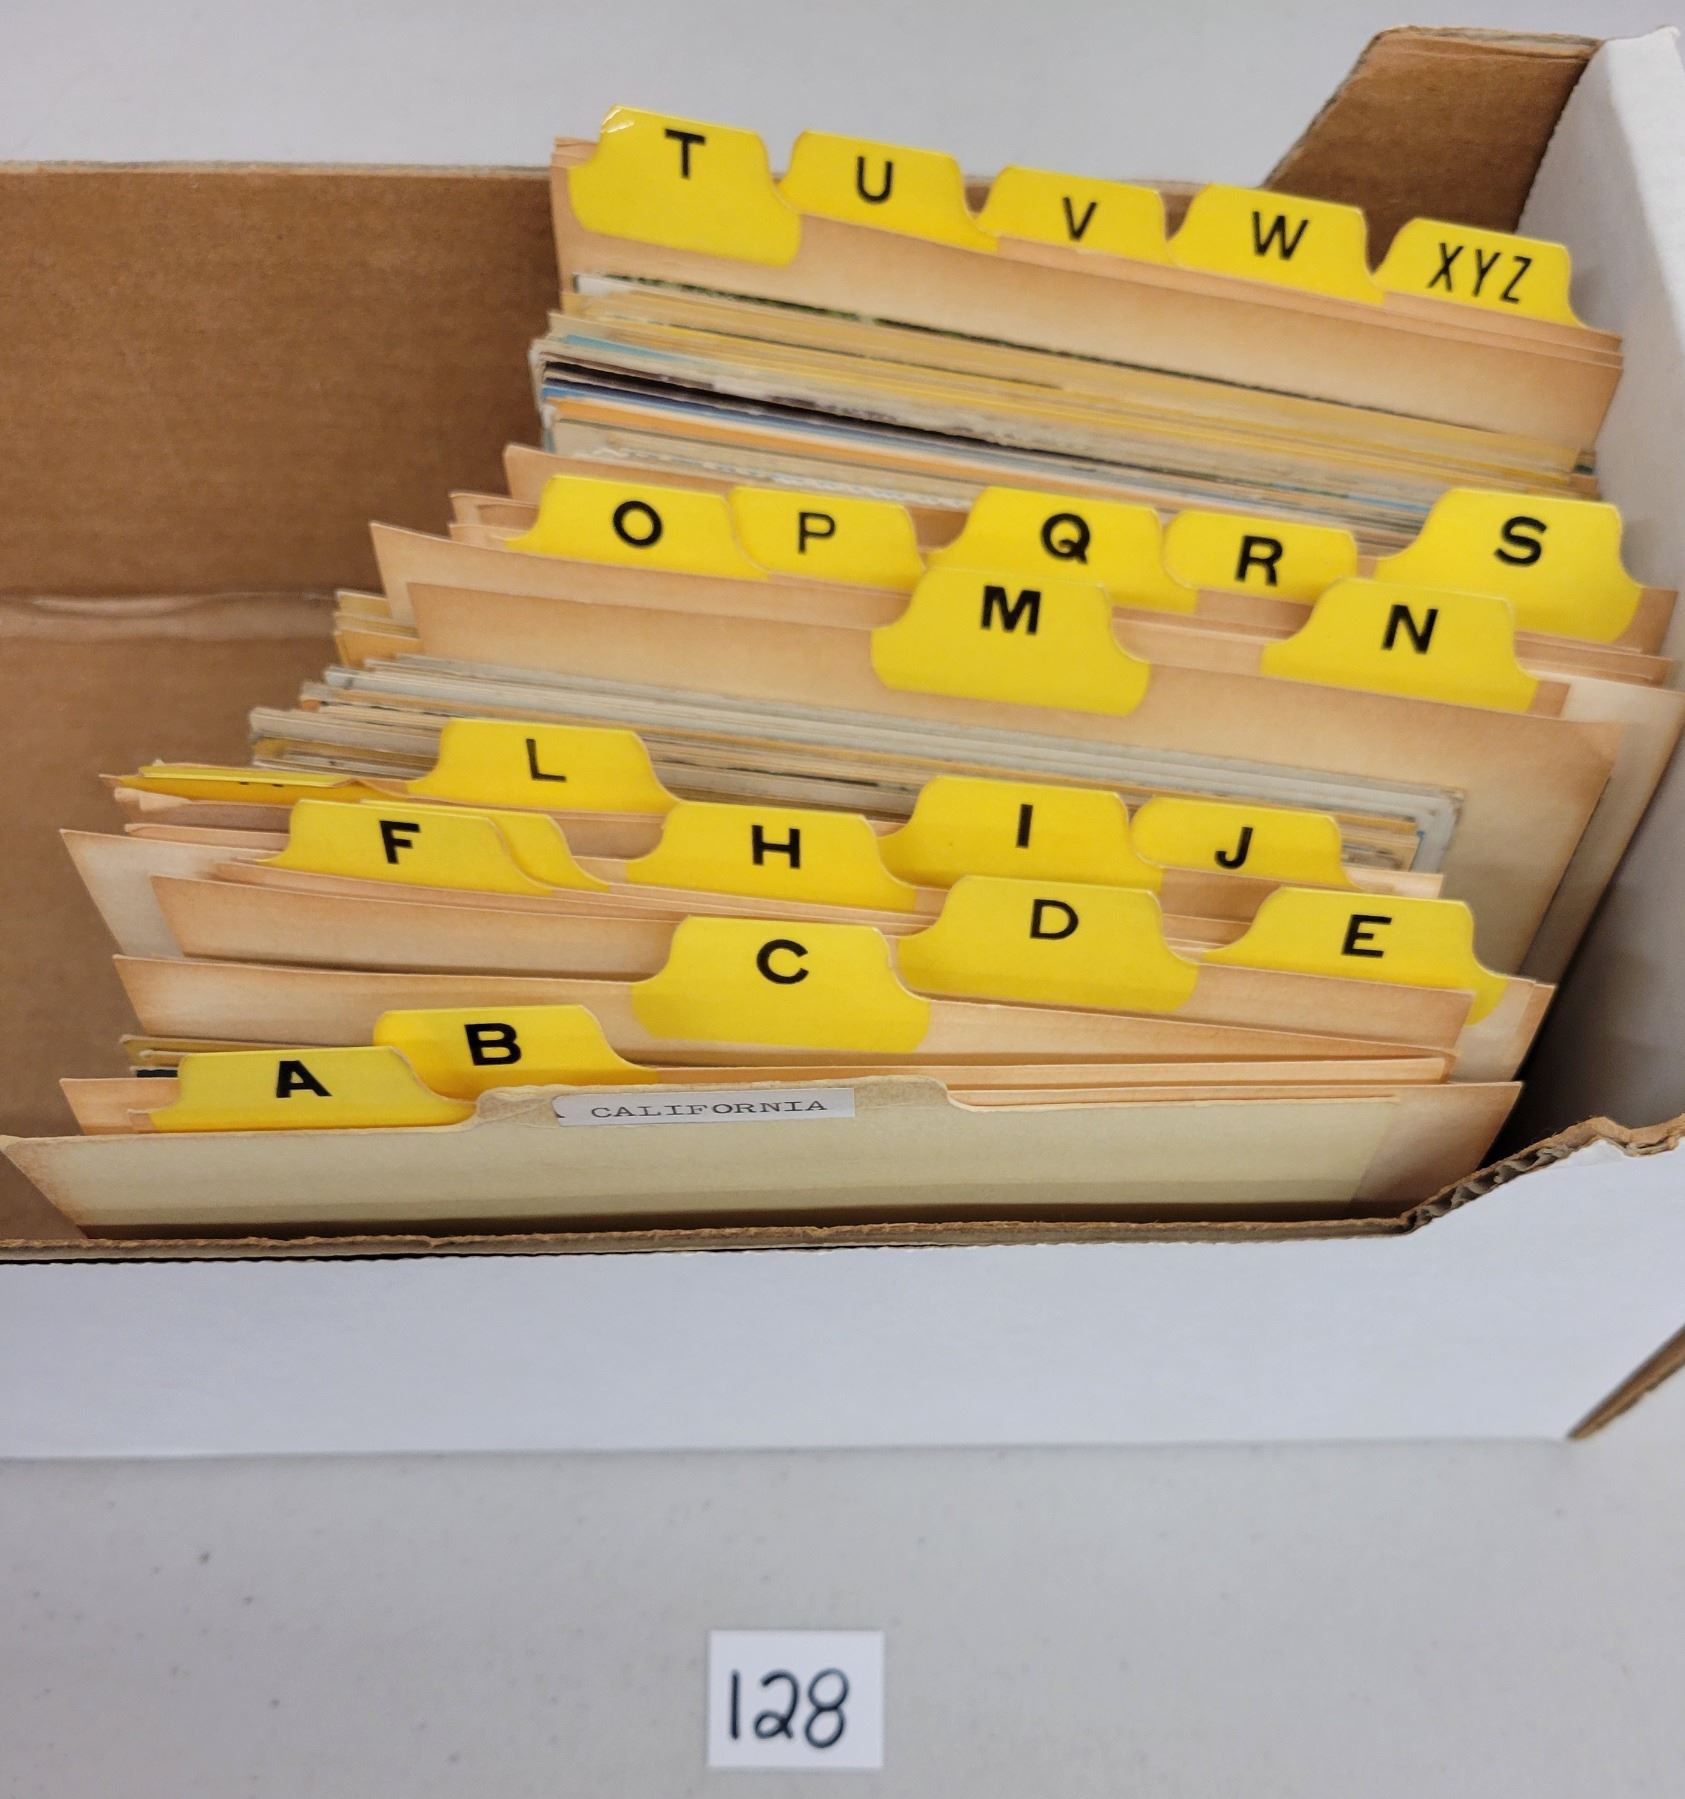 T U V W XYZ
O P Q R S
M N
L
F H I J
C D E
A B
CALIFORNIA
128